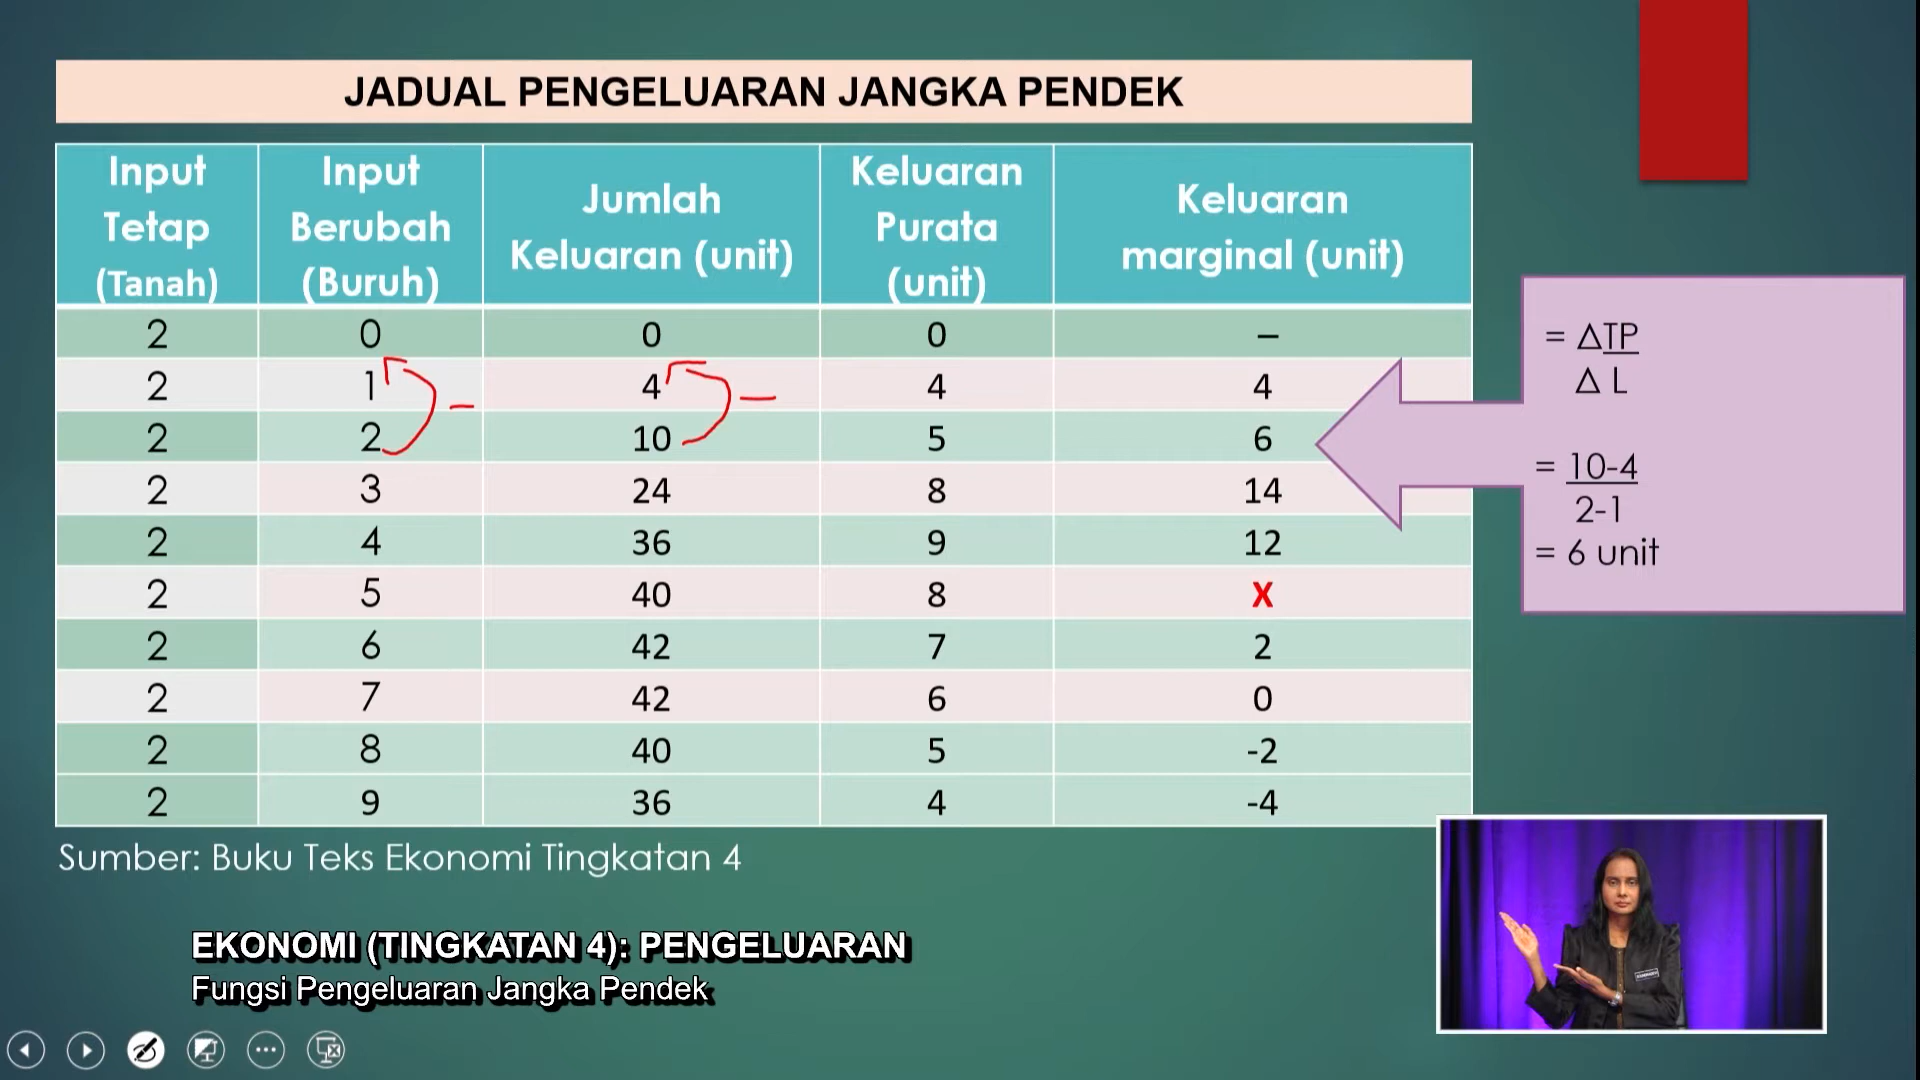 JADUAL PENGELUARAN JANGKA PENDEK
Input Tetap (Tanah) Input Berubah (Buruh) Jumlah Keluaran (unit) Keluaran Purata (unit) Keluaran marginal (unit)
2 0 0 0 –
2 1 4 4 4
2 2 10 5 6
2 3 24 8 14
2 4 36 9 12
2 5 40 8 X
2 6 42 7 2
2 7 42 6 0
2 8 40 5 -2
2 9 36 4 -4
= ΔTP
Δ L
= 10-4
2-1
= 6 unit
Sumber: Buku Teks Ekonomi Tingkatan 4
EKONOMI (TINGKATAN 4): PENGELUARAN
Fungsi Pengeluaran Jangka Pendek